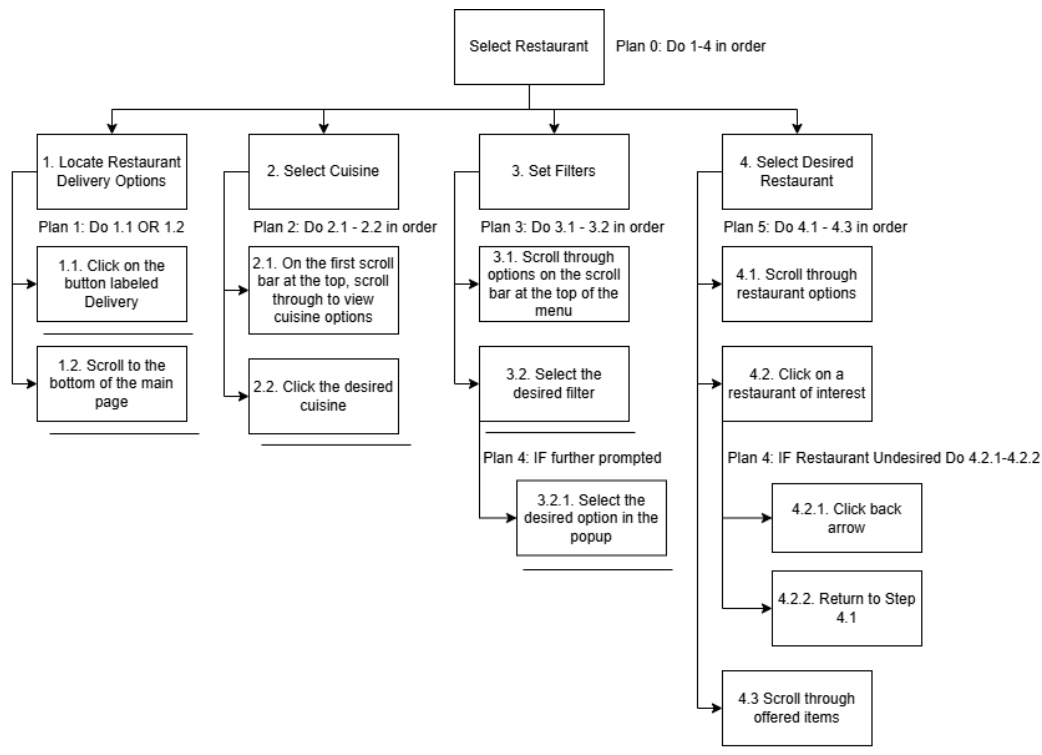 Select Restaurant
Plan 0: Do 1-4 in order
1. Locate Restaurant
Delivery Options
Plan 1: Do 1.1 OR 1.2
1.1. Click on the
button labeled
Delivery
1.2. Scroll to the
bottom of the main
page
2. Select Cuisine
Plan 2: Do 2.1 - 2.2 in order
2.1. On the first scroll
bar at the top, scroll
through to view
cuisine options
2.2. Click the desired
cuisine
3. Set Filters
Plan 3: Do 3.1 - 3.2 in order
3.1. Scroll through
options on the scroll
bar at the top of the
menu
3.2. Select the
desired filter
Plan 4: IF further prompted
3.2.1. Select the
desired option in the
popup
4. Select Desired
Restaurant
Plan 5: Do 4.1 - 4.3 in order
4.1. Scroll through
restaurant options
4.2. Click on a
restaurant of interest
Plan 4: IF Restaurant Undesired Do 4.2.1-4.2.2
4.2.1. Click back
arrow
4.2.2. Return to Step
4.1
4.3 Scroll through
offered items